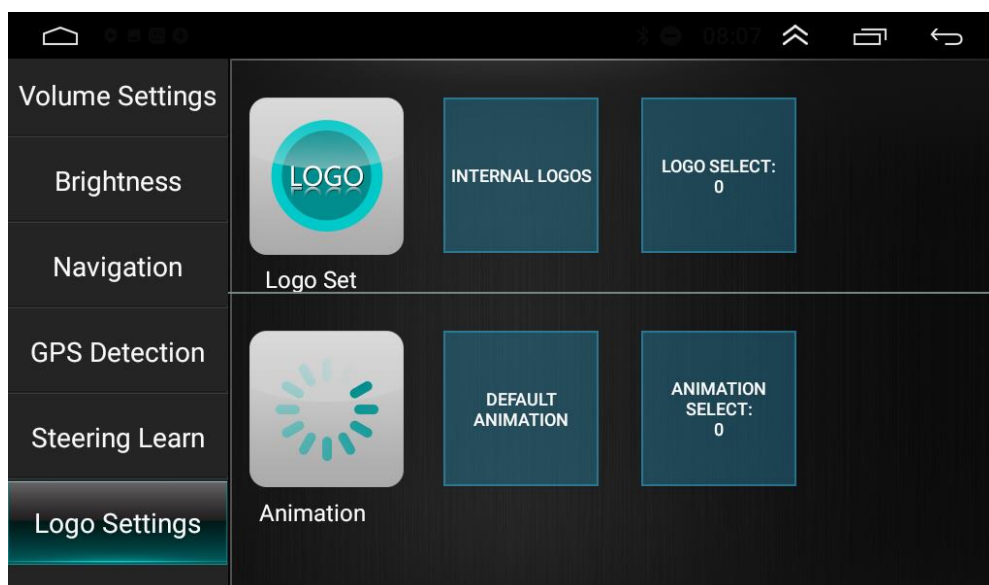 08:07
Volume Settings
Brightness
Navigation
GPS Detection
Steering Learn
Logo Settings
LOGO
Logo Set
INTERNAL LOGOS
LOGO SELECT:
0
Animation
DEFAULT
ANIMATION
ANIMATION
SELECT:
0